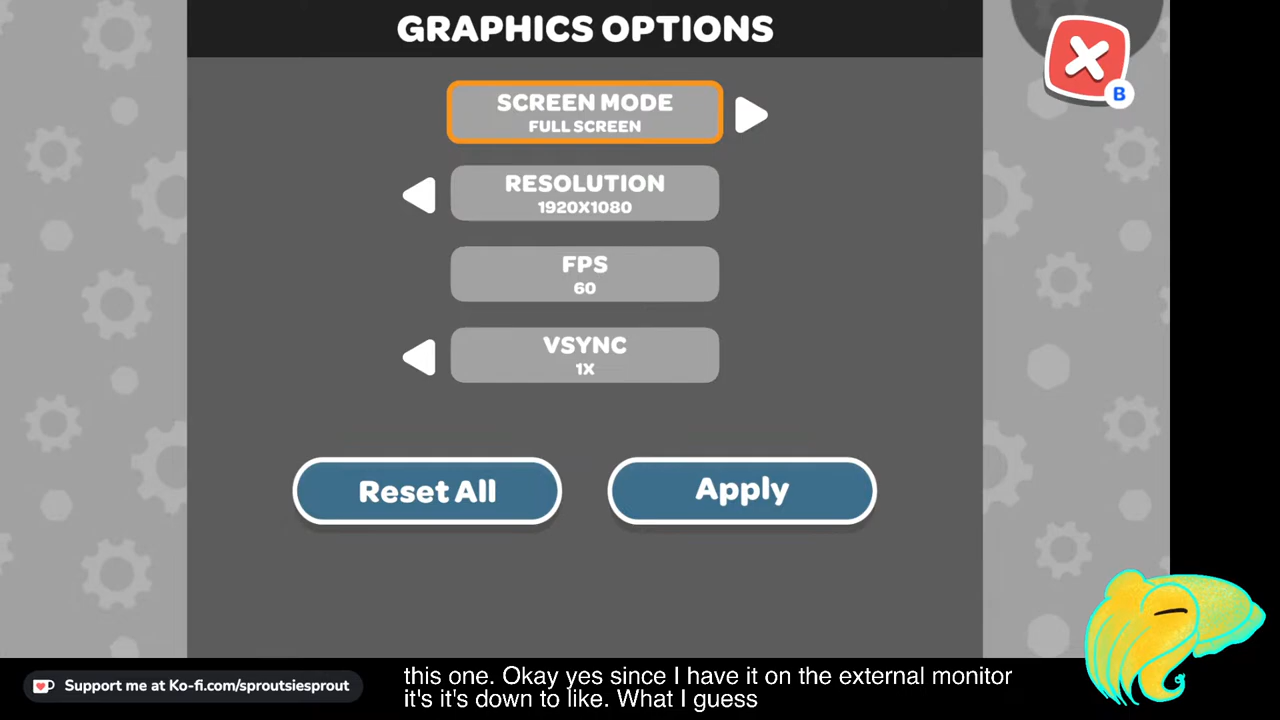 GRAPHICS OPTIONS
SCREEN MODE
FULL SCREEN
RESOLUTION
1920X1080
FPS
60
VSYNC
1X
Reset All
Apply
B
Support me at Ko-fi.com/sproutsiesprout
this one. Okay yes since I have it on the external monitor
it's it's down to like. What I guess